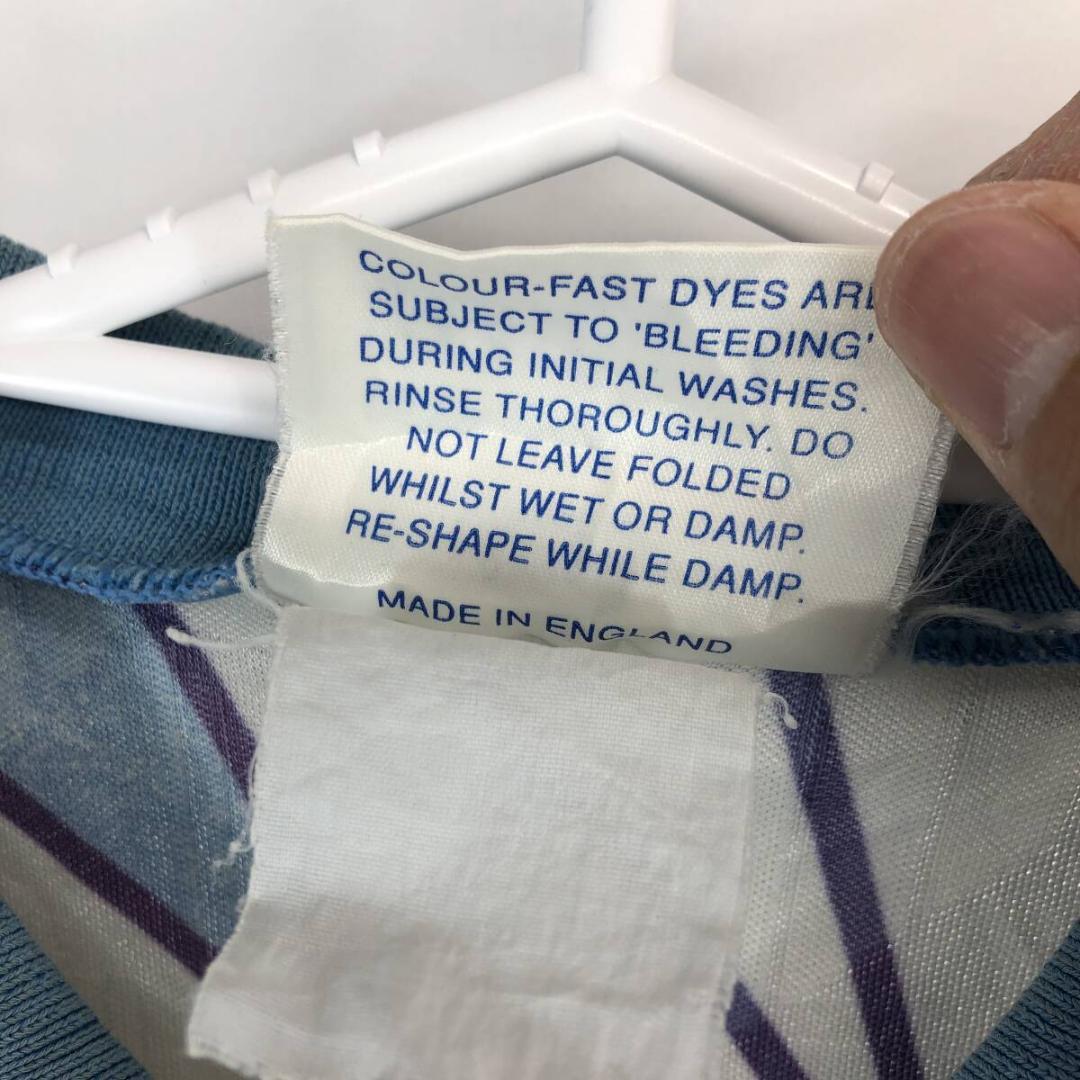 COLOUR-FAST DYES ARE
SUBJECT TO 'BLEEDING'
DURING INITIAL WASHES.
RINSE THOROUGHLY. DO
NOT LEAVE FOLDED
WHILST WET OR DAMP.
RE-SHAPE WHILE DAMP.
MADE IN ENGLAND